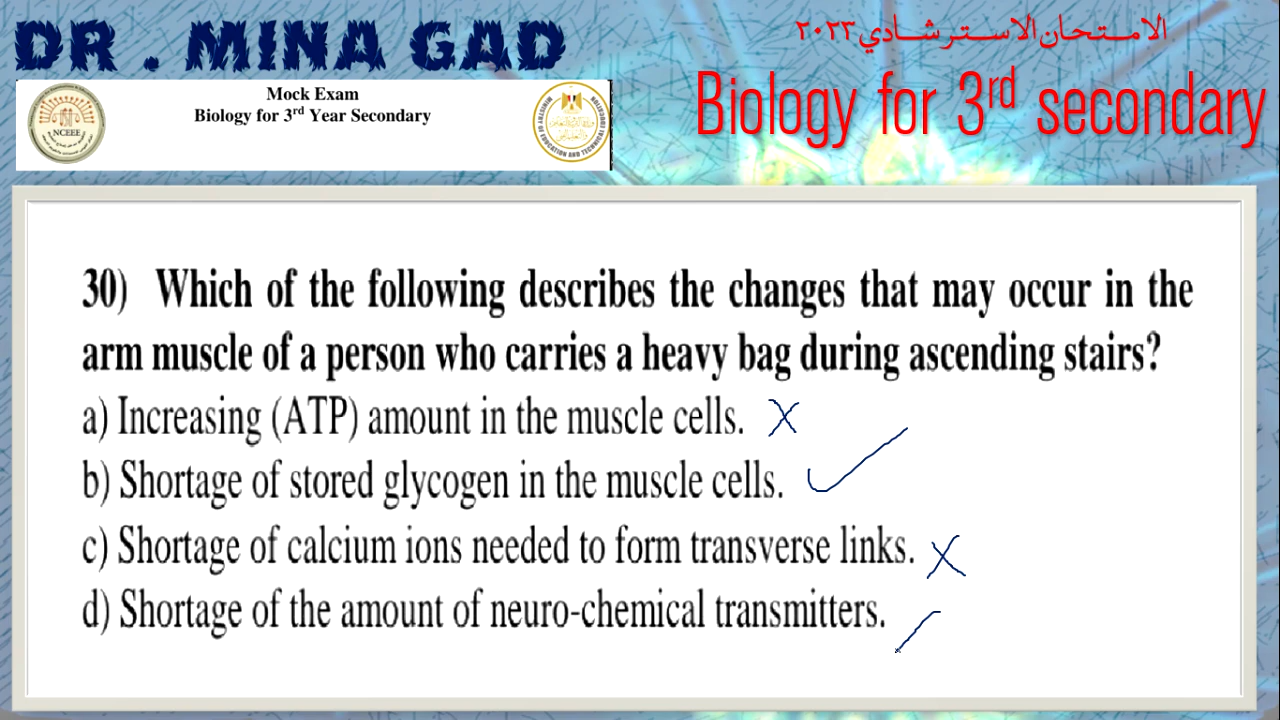 DR . MINA GAD
الامتحان الاسترشادي ٢٠٢٣
Biology for 3rd secondary
Mock Exam
Biology for 3rd Year Secondary
NCEEE
30) Which of the following describes the changes that may occur in the
arm muscle of a person who carries a heavy bag during ascending stairs?
a) Increasing (ATP) amount in the muscle cells.
b) Shortage of stored glycogen in the muscle cells.
c) Shortage of calcium ions needed to form transverse links.
d) Shortage of the amount of neuro-chemical transmitters.